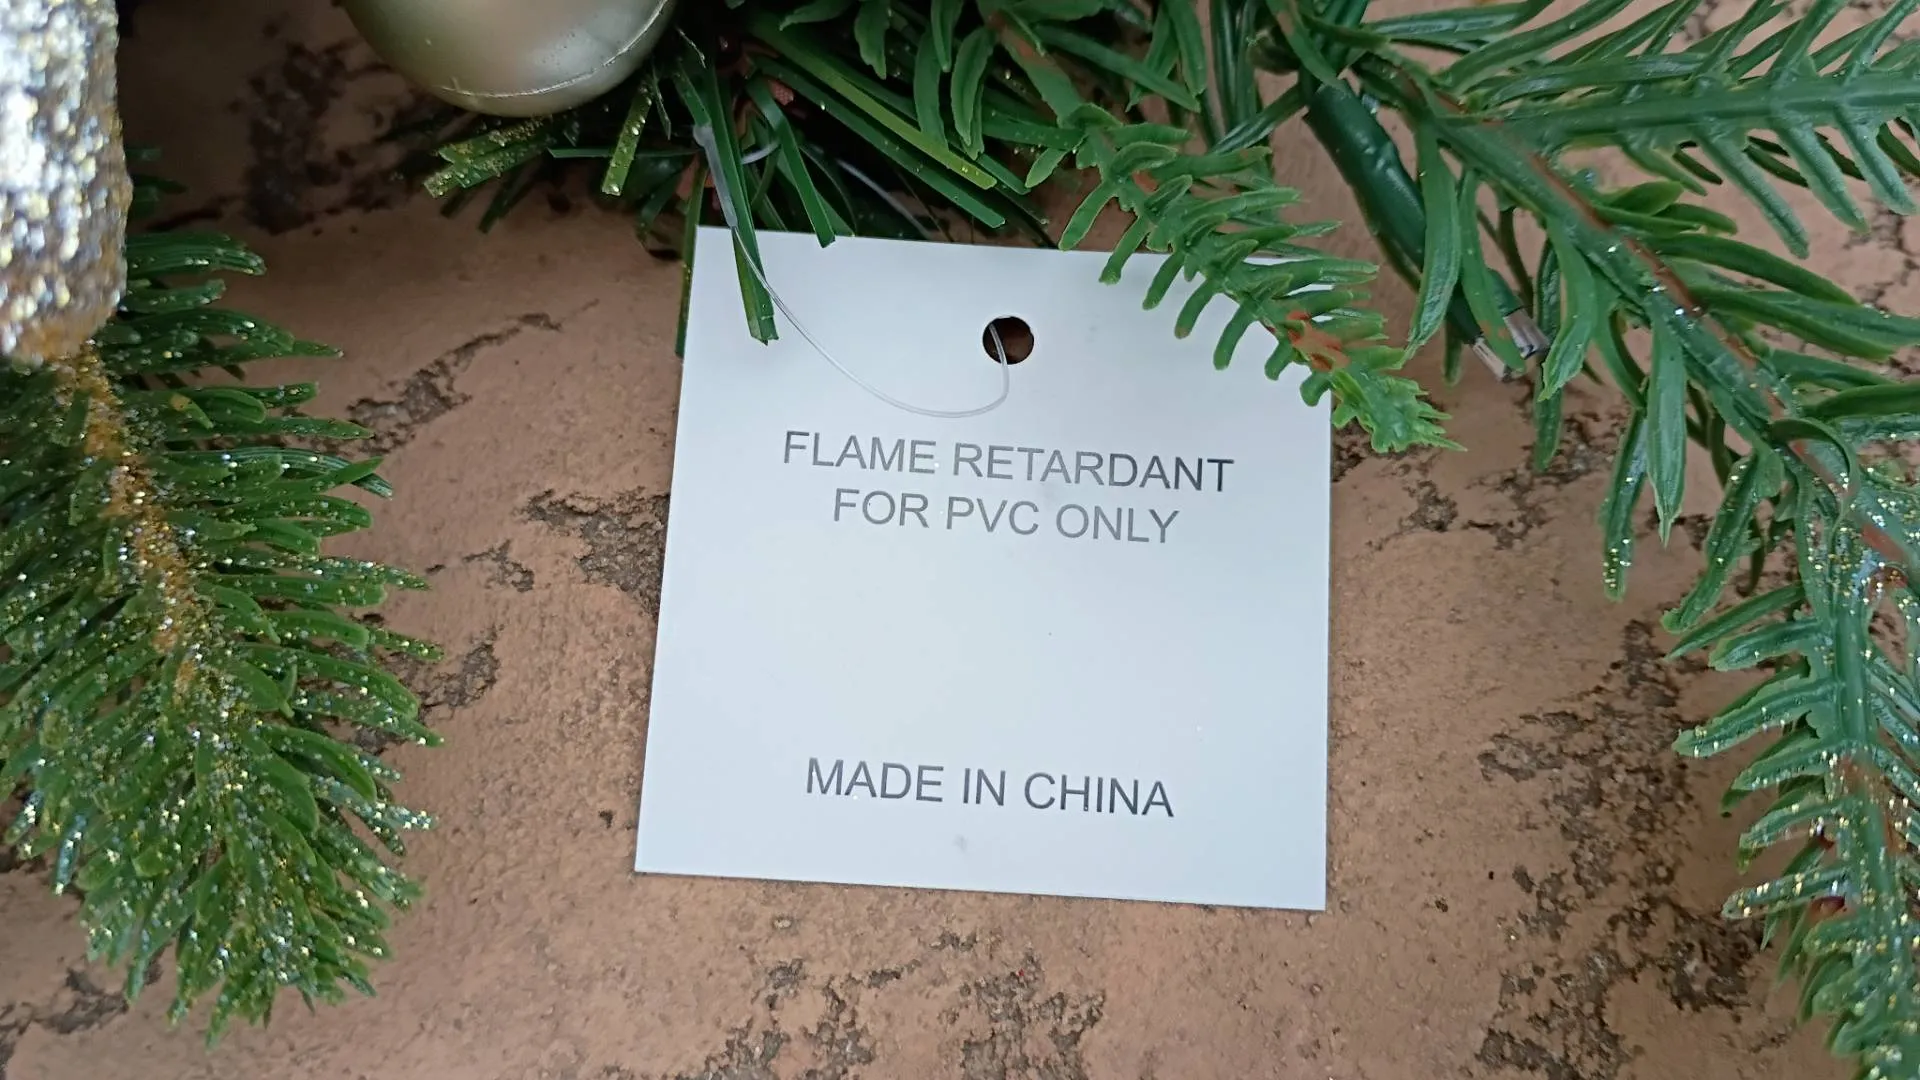 FLAME RETARDANT
FOR PVC ONLY
MADE IN CHINA